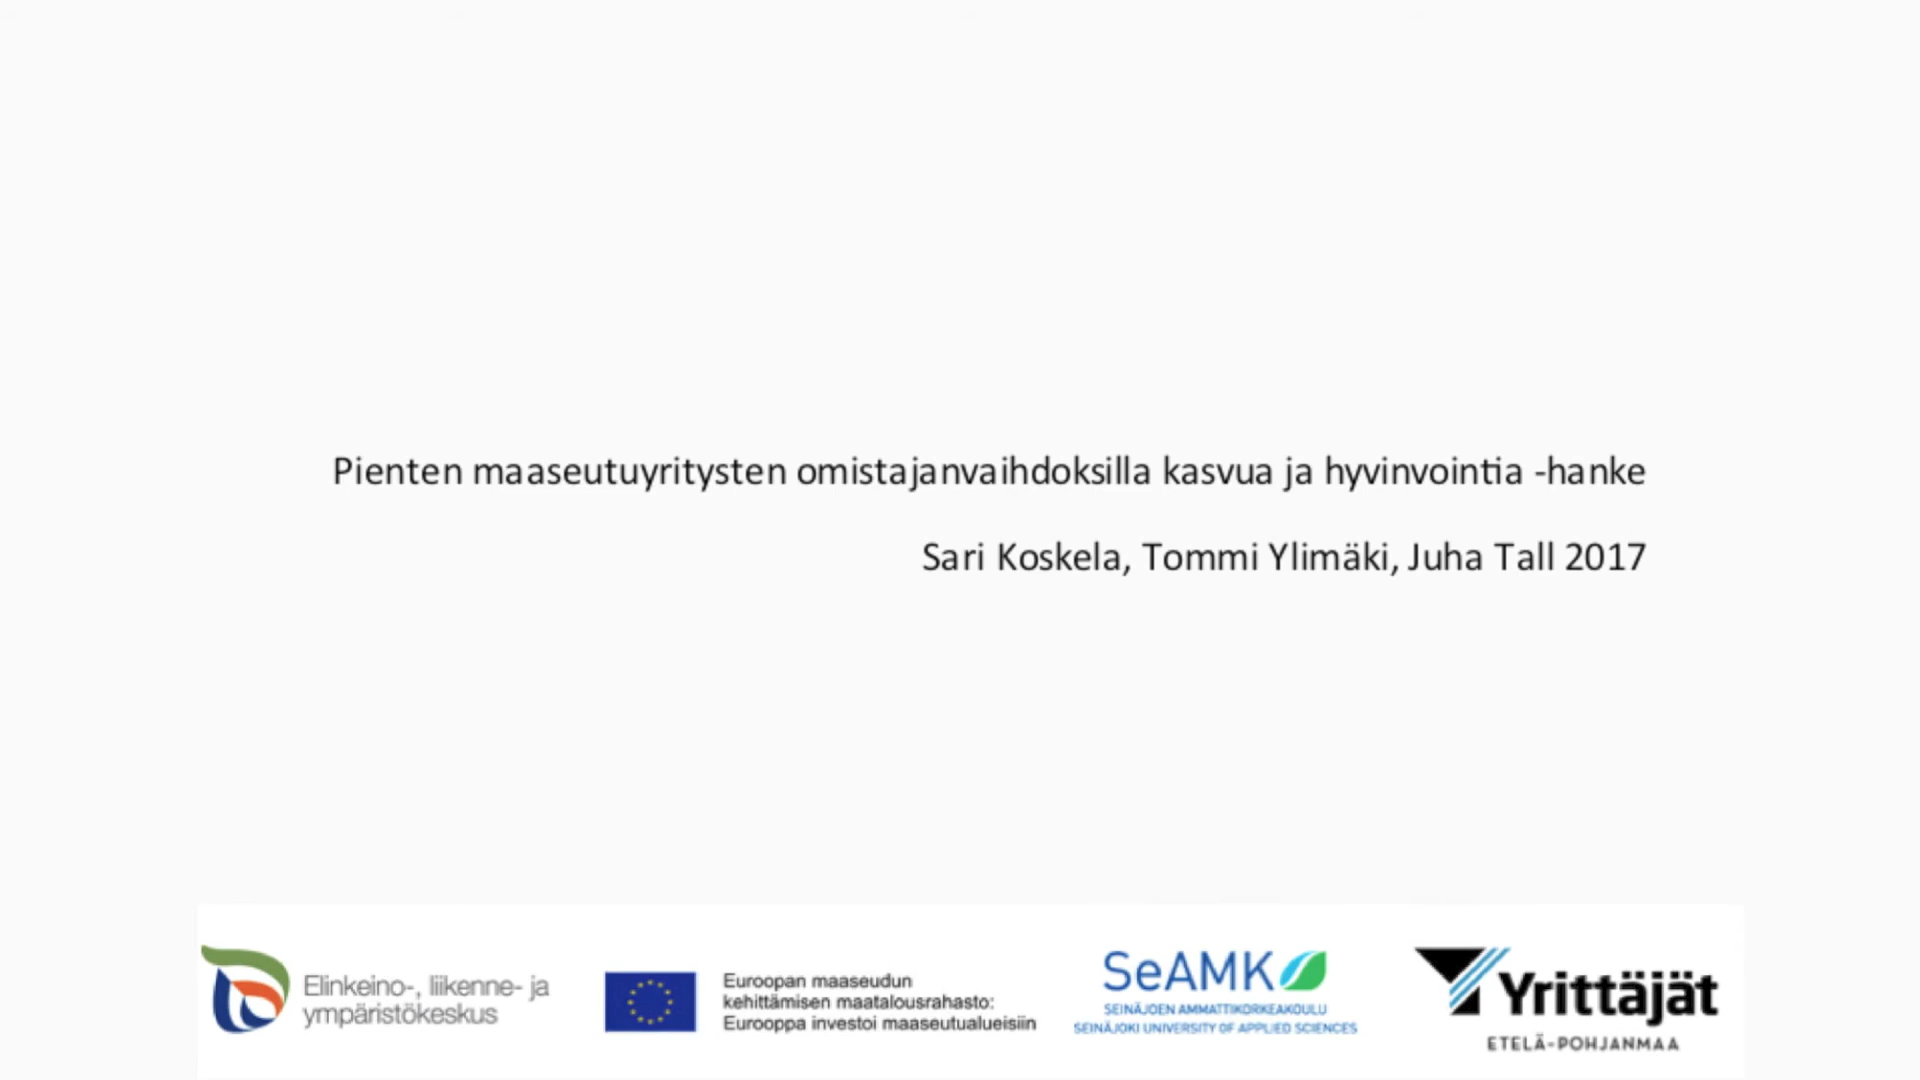 Pienten maaseutuyritysten omistajanvaihdoksilla kasvua ja hyvinvointia -hanke
Sari Koskela, Tommi Ylimäki, Juha Tall 2017
Elinkeino-, liikenne- ja
ympäristökeskus
Euroopan maaseudun
kehittämisen maatalousrahasto:
Eurooppa investoi maaseutualueisiin
SeAMK
SEINÄJOEN AMMATTIKORKEAKOULU
SEINÄJOKI UNIVERSITY OF APPLIED SCIENCES
Yrittäjät
ETELÄ-POHJANMAA